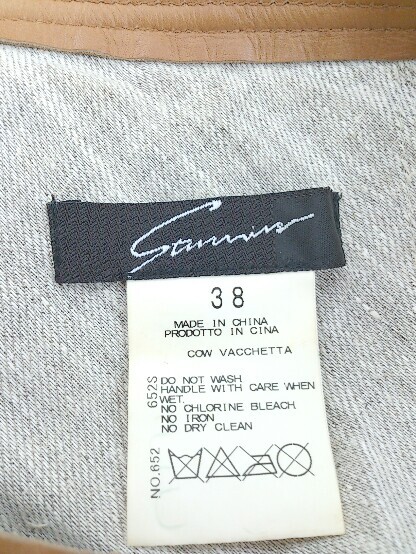 38
MADE IN CHINA
PRODOTTO IN CINA
COW VACCHETTA
DO NOT WASH
HANDLE WITH CARE WHEN
WET.
NO CHLORINE BLEACH
NO IRON
NO DRY CLEAN
NO.652 652S